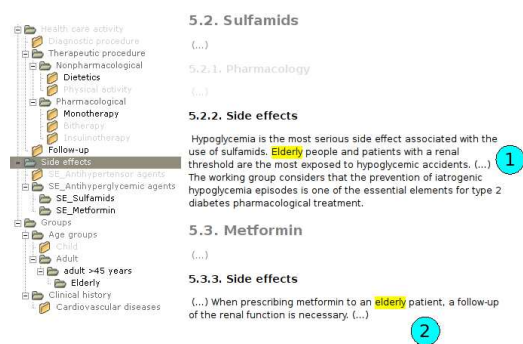 Health care activity
Diagnostic procedure
Therapeutic procedure
Nonpharmacological
Dietetics
Physical activity
Pharmacological
Monotherapy
Bitherapy
Insulinotherapy
Follow-up
Side effects
SE_Antihypertensor agents
SE_Antihyperglycemic agents
SE_Sulfamids
SE_Metformin
Groups
Age groups
Child
Adult
adult >45 years
Elderly
Clinical history
Cardiovascular diseases
5.2. Sulfamids
(...)
5.2.1. Pharmacology
(...)
5.2.2. Side effects
Hypoglycemia is the most serious side effect associated with the
use of sulfamids. Elderly people and patients with a renal
threshold are the most exposed to hypoglycemic accidents. (...)
The working group considers that the prevention of iatrogenic
hypoglycemia episodes is one of the essential elements for type 2
diabetes pharmacological treatment.
1
5.3. Metformin
(...)
5.3.3. Side effects
(...) When prescribing metformin to an elderly patient, a follow-up
of the renal function is necessary. (...)
2